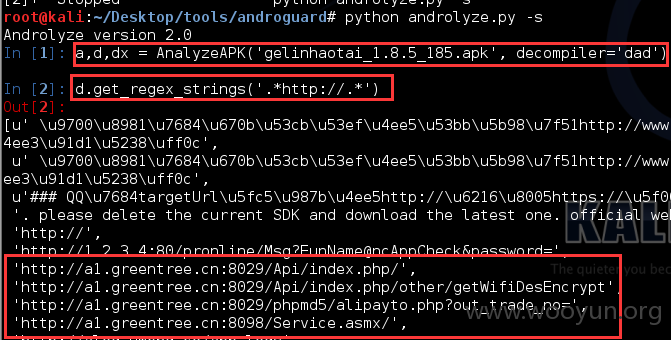 [2]+  Stopped                 python androlyze.py -s
root@kali:~/Desktop/tools/androguard# python androlyze.py -s
Androlyze version 2.0
In [1]: a,d,dx = AnalyzeAPK('gelinhaotai_1.8.5_185.apk', decompiler='dad')
In [2]: d.get_regex_strings('.*http://.*')
Out[2]:
[u' \u9700\u8981\u7684\u670b\u53cb\u53ef\u4ee5\u53bb\u5b98\u7f51http://www
4ee3\u91d1\u5238\uff0c',
u' \u9700\u8981\u7684\u670b\u53cb\u53ef\u4ee5\u53bb\u5b98\u7f51http://www
ee3\u91d1\u5238\uff0c',
u'### QQ\u7684targetUrl\u5fc5\u987b\u4ee5http://\u6216\u8005https://\u5f00
'. please delete the current SDK and download the latest one. official we
'http://',
'http://1.2.3.4:80/pronline/Msg?FunName@ncAppCheck&password=',
'http://a1.greentree.cn:8029/Api/index.php/',
'http://a1.greentree.cn:8029/Api/index.php/other/getWifiDesEncrypt',
'http://a1.greentree.cn:8029/phpmd5/alipayto.php?out_trade_no=',
'http://a1.greentree.cn:8098/Service.asmx/',
KALI
The quieter you bec
www.wooyun.org